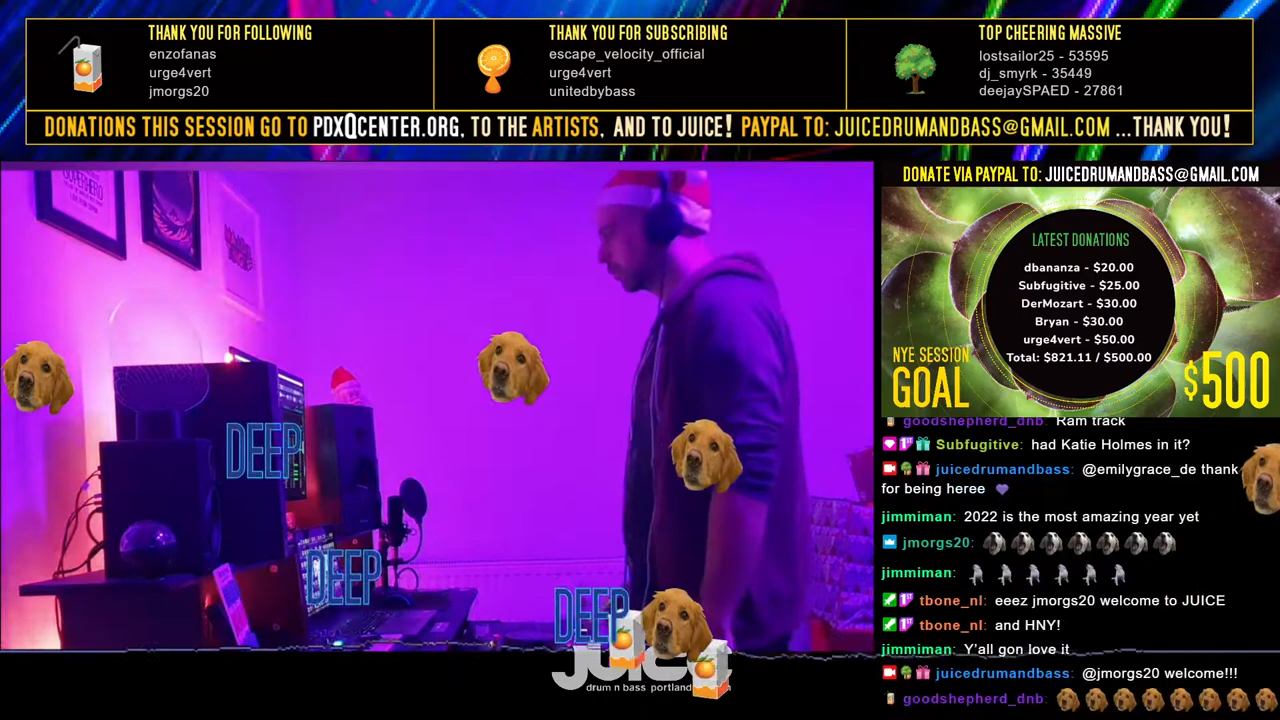 THANK YOU FOR FOLLOWING
enzofanas
urge4vert
jmorgs20
THANK YOU FOR SUBSCRIBING
escape_velocity_official
urge4vert
unitedbybass
TOP CHEERING MASSIVE
lostsailor25 - 53595
dj_smyrk - 35449
deejaySPAED - 27861
DONATIONS THIS SESSION GO TO PDXQCENTER.ORG, TO THE ARTISTS, AND TO JUICE! PAYPAL TO: JUICEDRUMANDBASS@GMAIL.COM ...THANK YOU!
DONATE VIA PAYPAL TO: JUICEDRUMANDBASS@GMAIL.COM
LATEST DONATIONS
dbananza - $20.00
Subfugitive - $25.00
DerMozart - $30.00
Bryan - $30.00
urge4vert - $50.00
Total: $821.11 / $500.00
NYE SESSION
GOAL
$500
goodshepherd_dnb: Ram track
Subfugitive: had Katie Holmes in it?
juicedrumandbass: @emilygrace_de thank
for being heree
jimmiman: 2022 is the most amazing year yet
jmorgs20:
jimmiman:
tbone_nl: eeez jmorgs20 welcome to JUICE
tbone_nl: and HNY!
jimmiman: Y'all gon love it
juicedrumandbass: @jmorgs20 welcome!!!
goodshepherd_dnb:
SUPERHERO
DEEP
DEEP
DEEP
juice
drum n bass portland